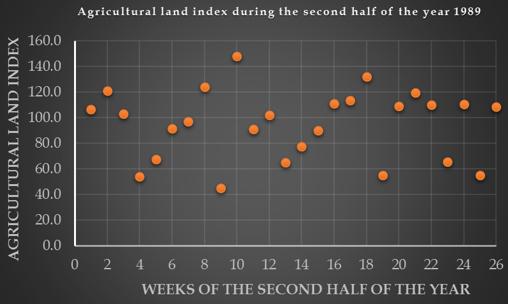 Agricultural land index during the second half of the year 1989
AGRICULTURAL LAND INDEX
160.0
140.0
120.0
100.0
80.0
60.0
40.0
20.0
0.0
0 2 4 6 8 10 12 14 16 18 20 22 24 26
WEEKS OF THE SECOND HALF OF THE YEAR